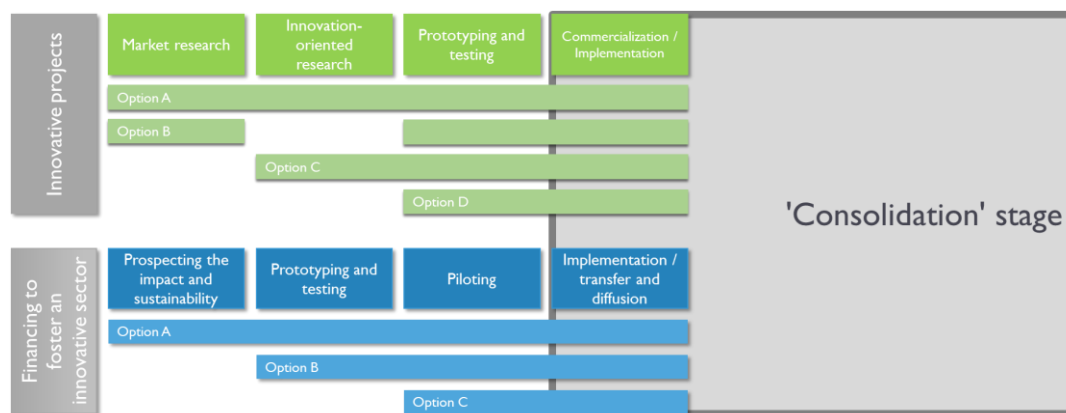 Innovative projects
Market research
Innovation-
oriented
research
Prototyping and
testing
Commercialization /
Implementation
Option A
Option B
Option C
Option D
'Consolidation' stage
Financing to
foster an
innovative sector
Prospecting the
impact and
sustainability
Prototyping and
testing
Piloting
Implementation /
transfer and
diffusion
Option A
Option B
Option C